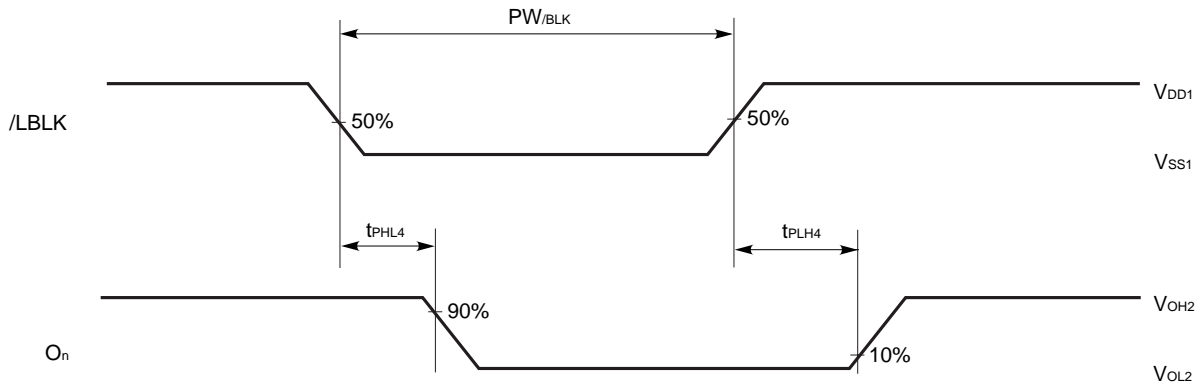 PW/BLK
VDD1
/LBLK
50%
50%
VSS1
tPHL4
tPLH4
VOH2
90%
On
10%
VOL2